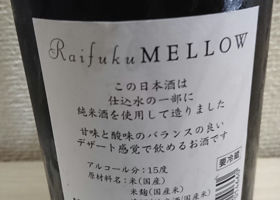 Raifuku MELLOW
この日本酒は
仕込水の一部に
純米酒を使用して造りました
甘味と酸味のバランスの良い
デザート感覚で飲めるお酒です
要冷蔵
アルコール分：15度
原材料名：米(国産)
米麹(国産米)